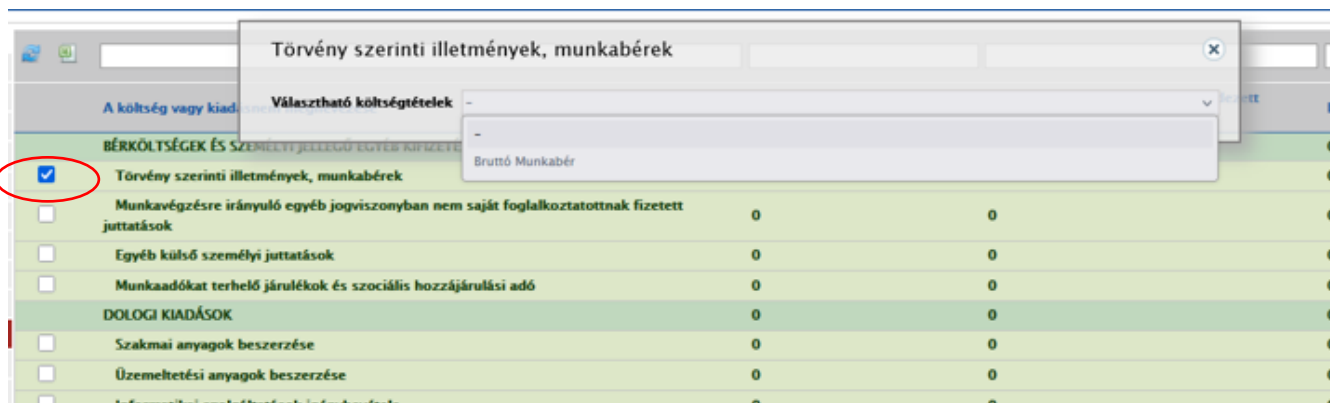 Törvény szerinti illetmények, munkabérek
Választható költségtételek –
A költség vagy kiad
–
BÉRKÖLTSÉGEK ÉS SZEMÉLYI JELLEGŰ EGYÉB KIFIZETÉ
Bruttó Munkabér
Törvény szerinti illetmények, munkabérek
Munkavégzésre irányuló egyéb jogviszonyban nem saját foglalkoztatottnak fizetett
juttatások 0 0
Egyéb külső személyi juttatások 0 0
Munkaadókat terhelő járulékok és szociális hozzájárulási adó 0 0
DOLOGI KIADÁSOK 0 0
Szakmai anyagok beszerzése 0 0
Üzemeltetési anyagok beszerzése 0 0